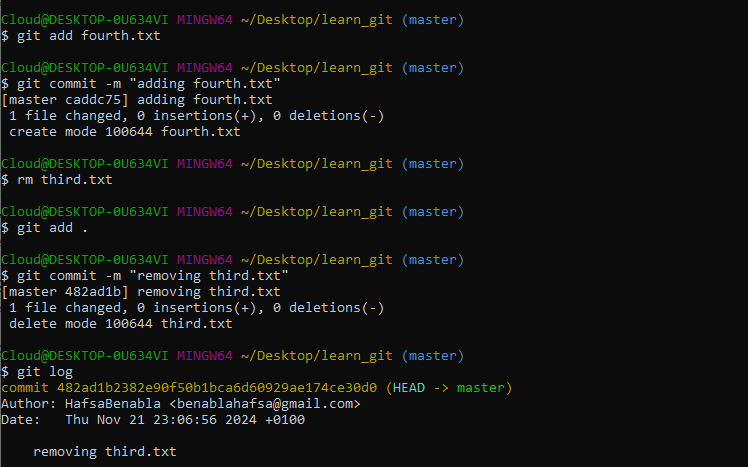 Cloud@DESKTOP-0U634VI MINGW64 ~/Desktop/learn_git (master)
$ git add fourth.txt
Cloud@DESKTOP-0U634VI MINGW64 ~/Desktop/learn_git (master)
$ git commit -m "adding fourth.txt"
[master caddc75] adding fourth.txt
 1 file changed, 0 insertions(+), 0 deletions(-)
 create mode 100644 fourth.txt
Cloud@DESKTOP-0U634VI MINGW64 ~/Desktop/learn_git (master)
$ rm third.txt
Cloud@DESKTOP-0U634VI MINGW64 ~/Desktop/learn_git (master)
$ git add .
Cloud@DESKTOP-0U634VI MINGW64 ~/Desktop/learn_git (master)
$ git commit -m "removing third.txt"
[master 482ad1b] removing third.txt
 1 file changed, 0 insertions(+), 0 deletions(-)
 delete mode 100644 third.txt
Cloud@DESKTOP-0U634VI MINGW64 ~/Desktop/learn_git (master)
$ git log
commit 482ad1b2382e90f50b1bca6d60929ae174ce30d0 (HEAD -> master)
Author: HafsaBenabla <benablahafsa@gmail.com>
Date:   Thu Nov 21 23:06:56 2024 +0100
    removing third.txt